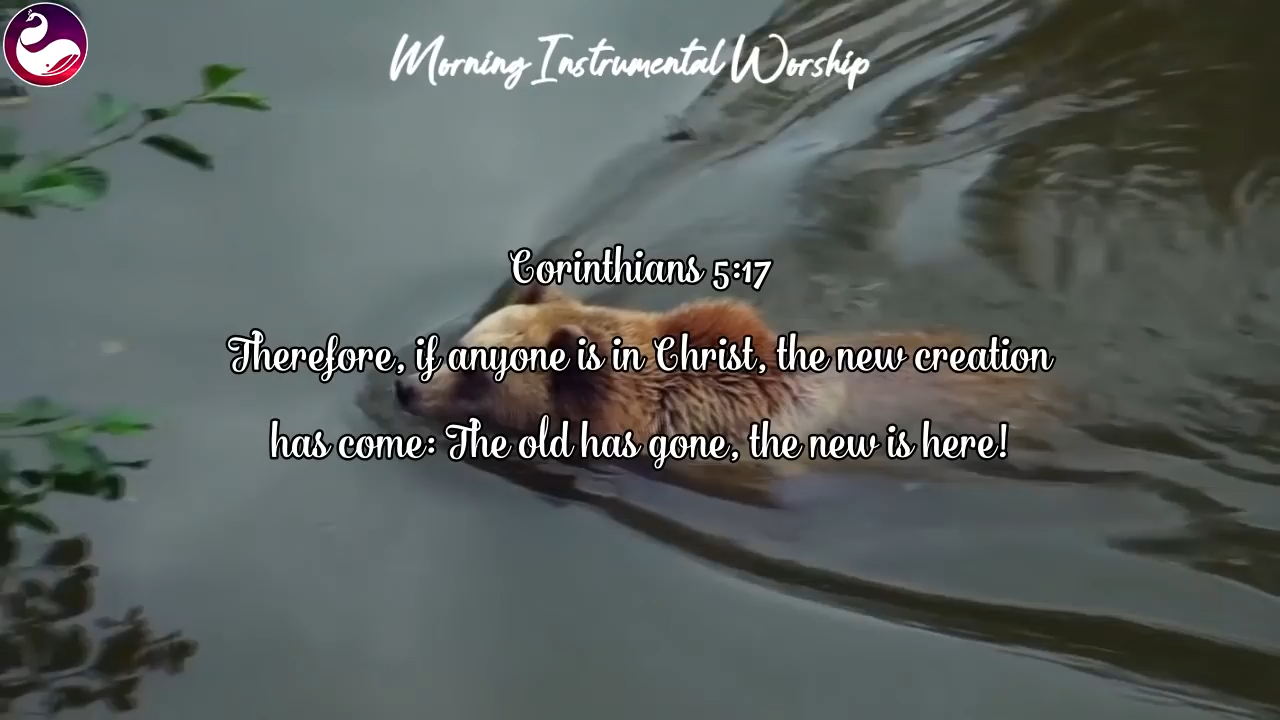 Morning Instrumental Worship
Corinthians 5:17
Therefore, if anyone is in Christ, the new creation
has come: The old has gone, the new is here!